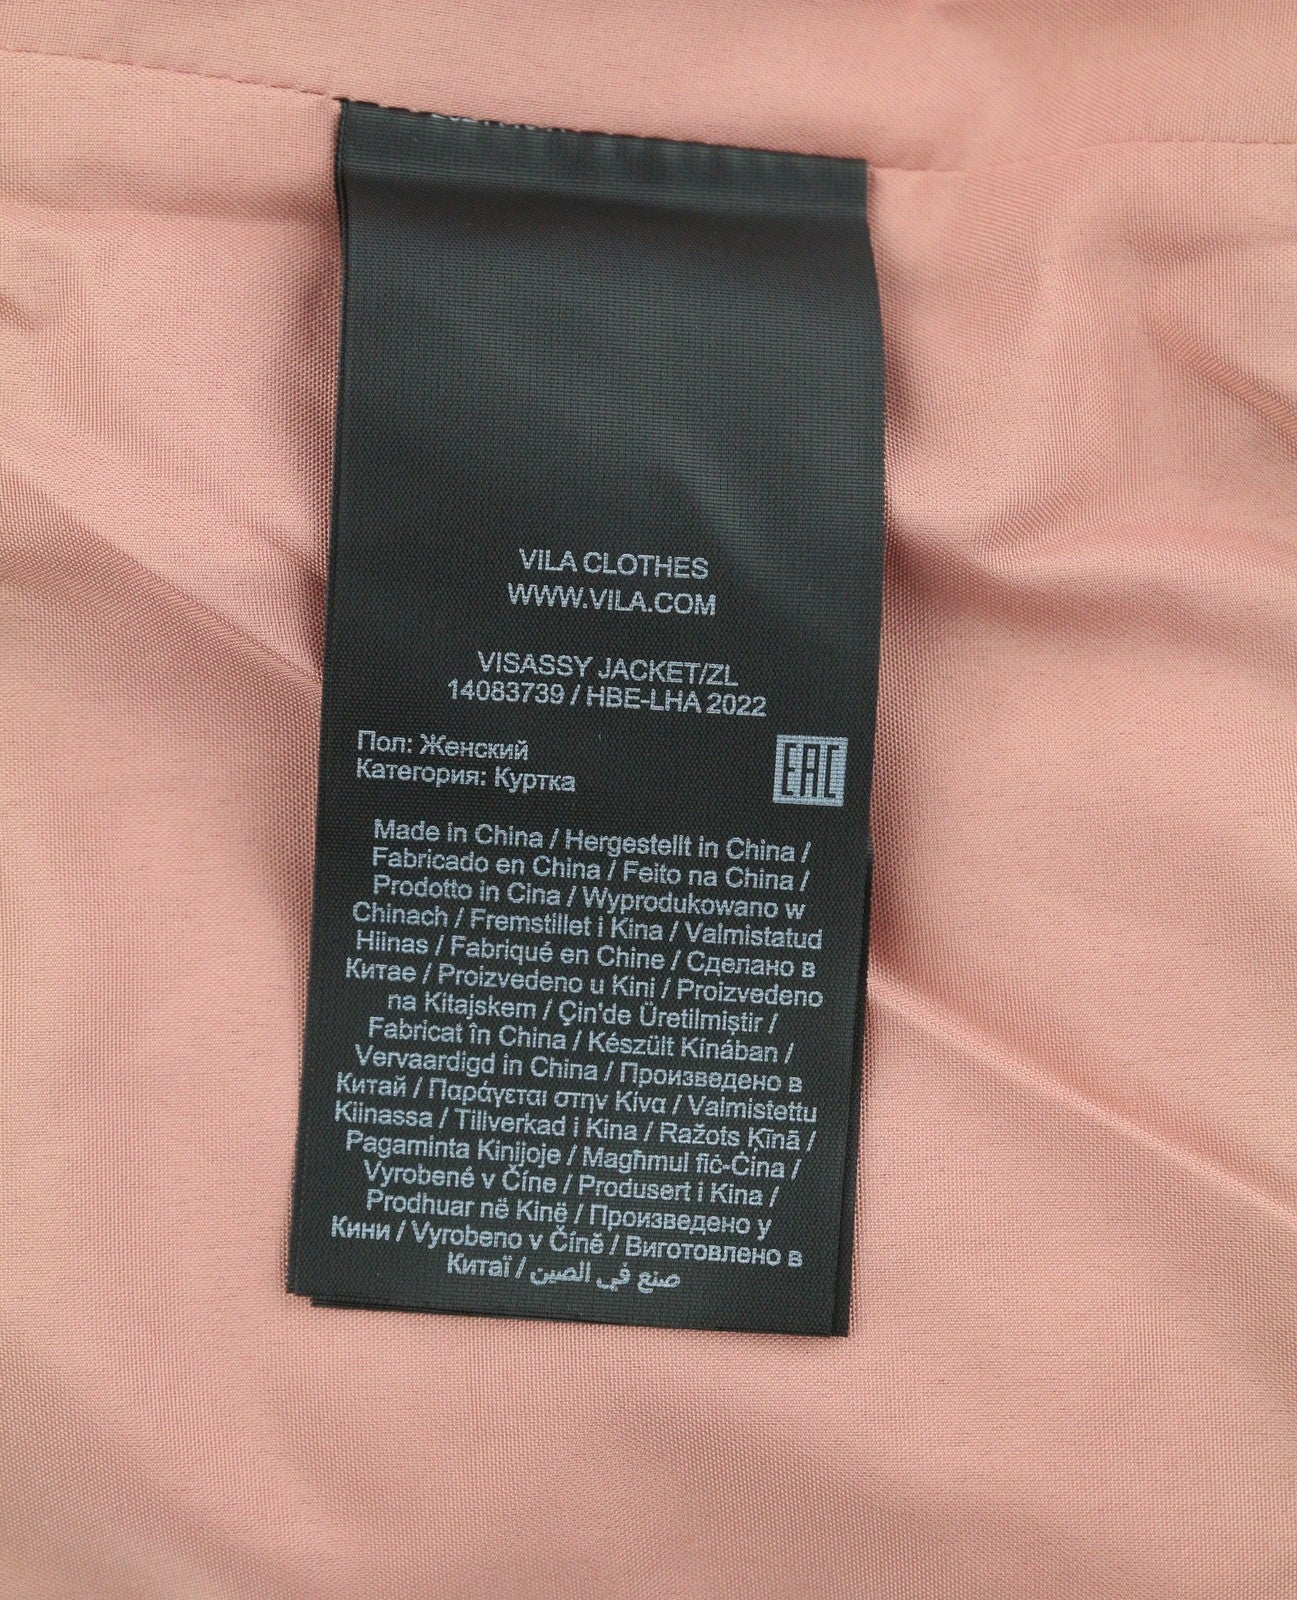 VILA CLOTHES
WWW.VILA.COM
VISASSY JACKET/ZL
14083739 / HBE-LHA 2022
Пол: Женский
Категория: Куртка
EAC
Made in China / Hergestellt in China /
Fabricado en China / Feito na China /
Prodotto in Cina / Wyprodukowano w
Chinach / Fremstillet i Kina / Valmistatud
Hiinas / Fabriqué en Chine / Сделано в
Китае / Proizvedeno u Kini / Proizvedeno
na Kitajskem / Çin'de Üretilmiştir /
Fabricat în China / Készült Kínában /
Vervaardigd in China / Произведено в
Китай / Παράγεται στην Κίνα / Valmistettu
Kiinassa / Tillverkad i Kina / Ražots Ķīnā /
Pagaminta Kinijoje / Magħmul fiċ-Ċina /
Vyrobené v Číne / Produsert i Kina /
Prodhuar në Kinë / Произведено у
Кини / Vyrobeno v Číně / Виготовлено в
Китаї / صنع في الصين